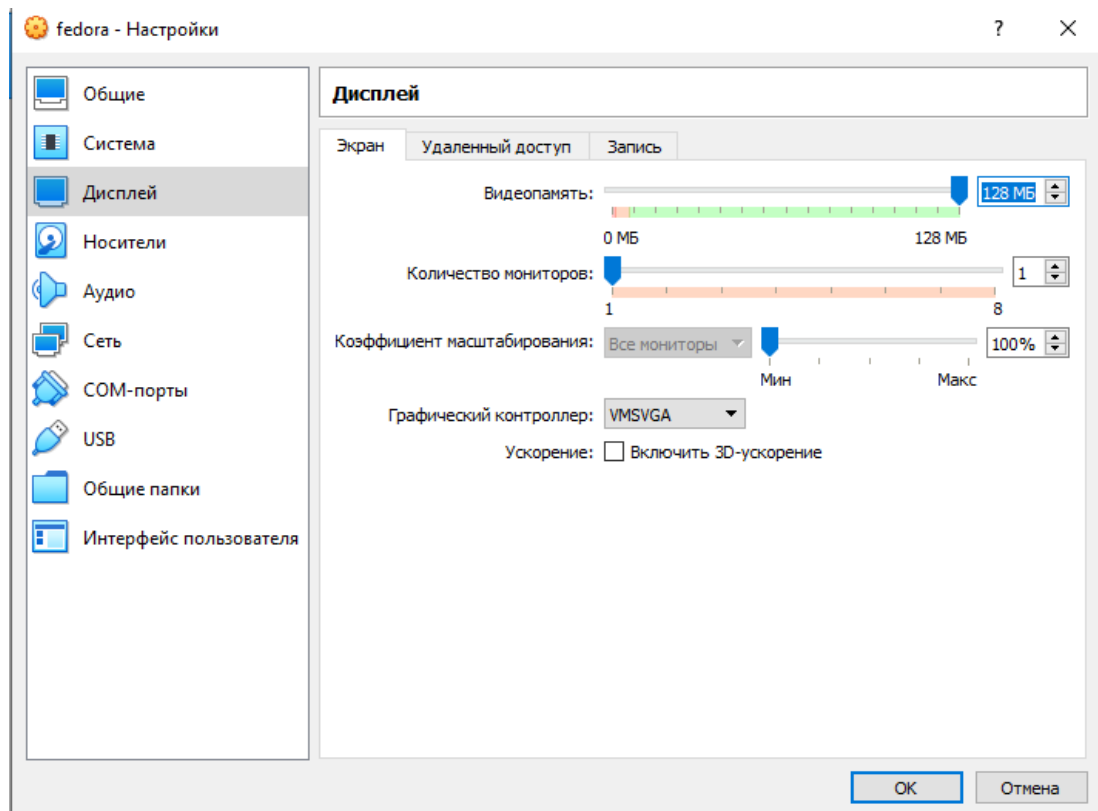 fedora - Настройки
?
Общие
Система
Дисплей
Носители
Аудио
Сеть
COM-порты
USB
Общие папки
Интерфейс пользователя
Дисплей
Экран Удаленный доступ Запись
Видеопамять: 128 МБ
0 МБ 128 МБ
Количество мониторов: 1
1 8
Коэффициент масштабирования: Все мониторы 100%
Мин Макс
Графический контроллер: VMSVGA
Ускорение: Включить 3D-ускорение
OK Отмена